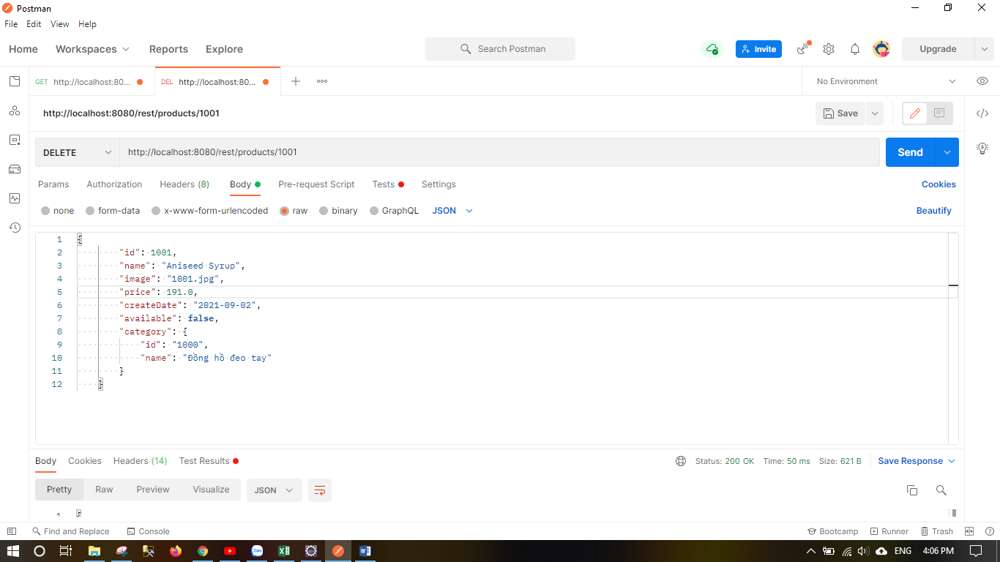 Postman
File Edit View Help
Home Workspaces Reports Explore Search Postman Invite Upgrade
GET http://localhost:80... DEL http://localhost:80... No Environment
http://localhost:8080/rest/products/1001 Save
DELETE http://localhost:8080/rest/products/1001 Send
Params Authorization Headers (8) Body Pre-request Script Tests Settings Cookies
none form-data x-www-form-urlencoded raw binary GraphQL JSON Beautify
1 {
2 "id": 1001,
3 "name": "Aniseed Syrup",
4 "image": "1001.jpg",
5 "price": 191.0,
6 "createDate": "2021-09-02",
7 "available": false,
8 "category": {
9 "id": "1000",
10 "name": "Đồng hồ đeo tay"
11 }
12 }
Body Cookies Headers (14) Test Results Status: 200 OK Time: 50 ms Size: 621 B Save Response
Pretty Raw Preview Visualize JSON
Find and Replace Console Bootcamp Runner Trash
Zalo ENG 4:06 PM